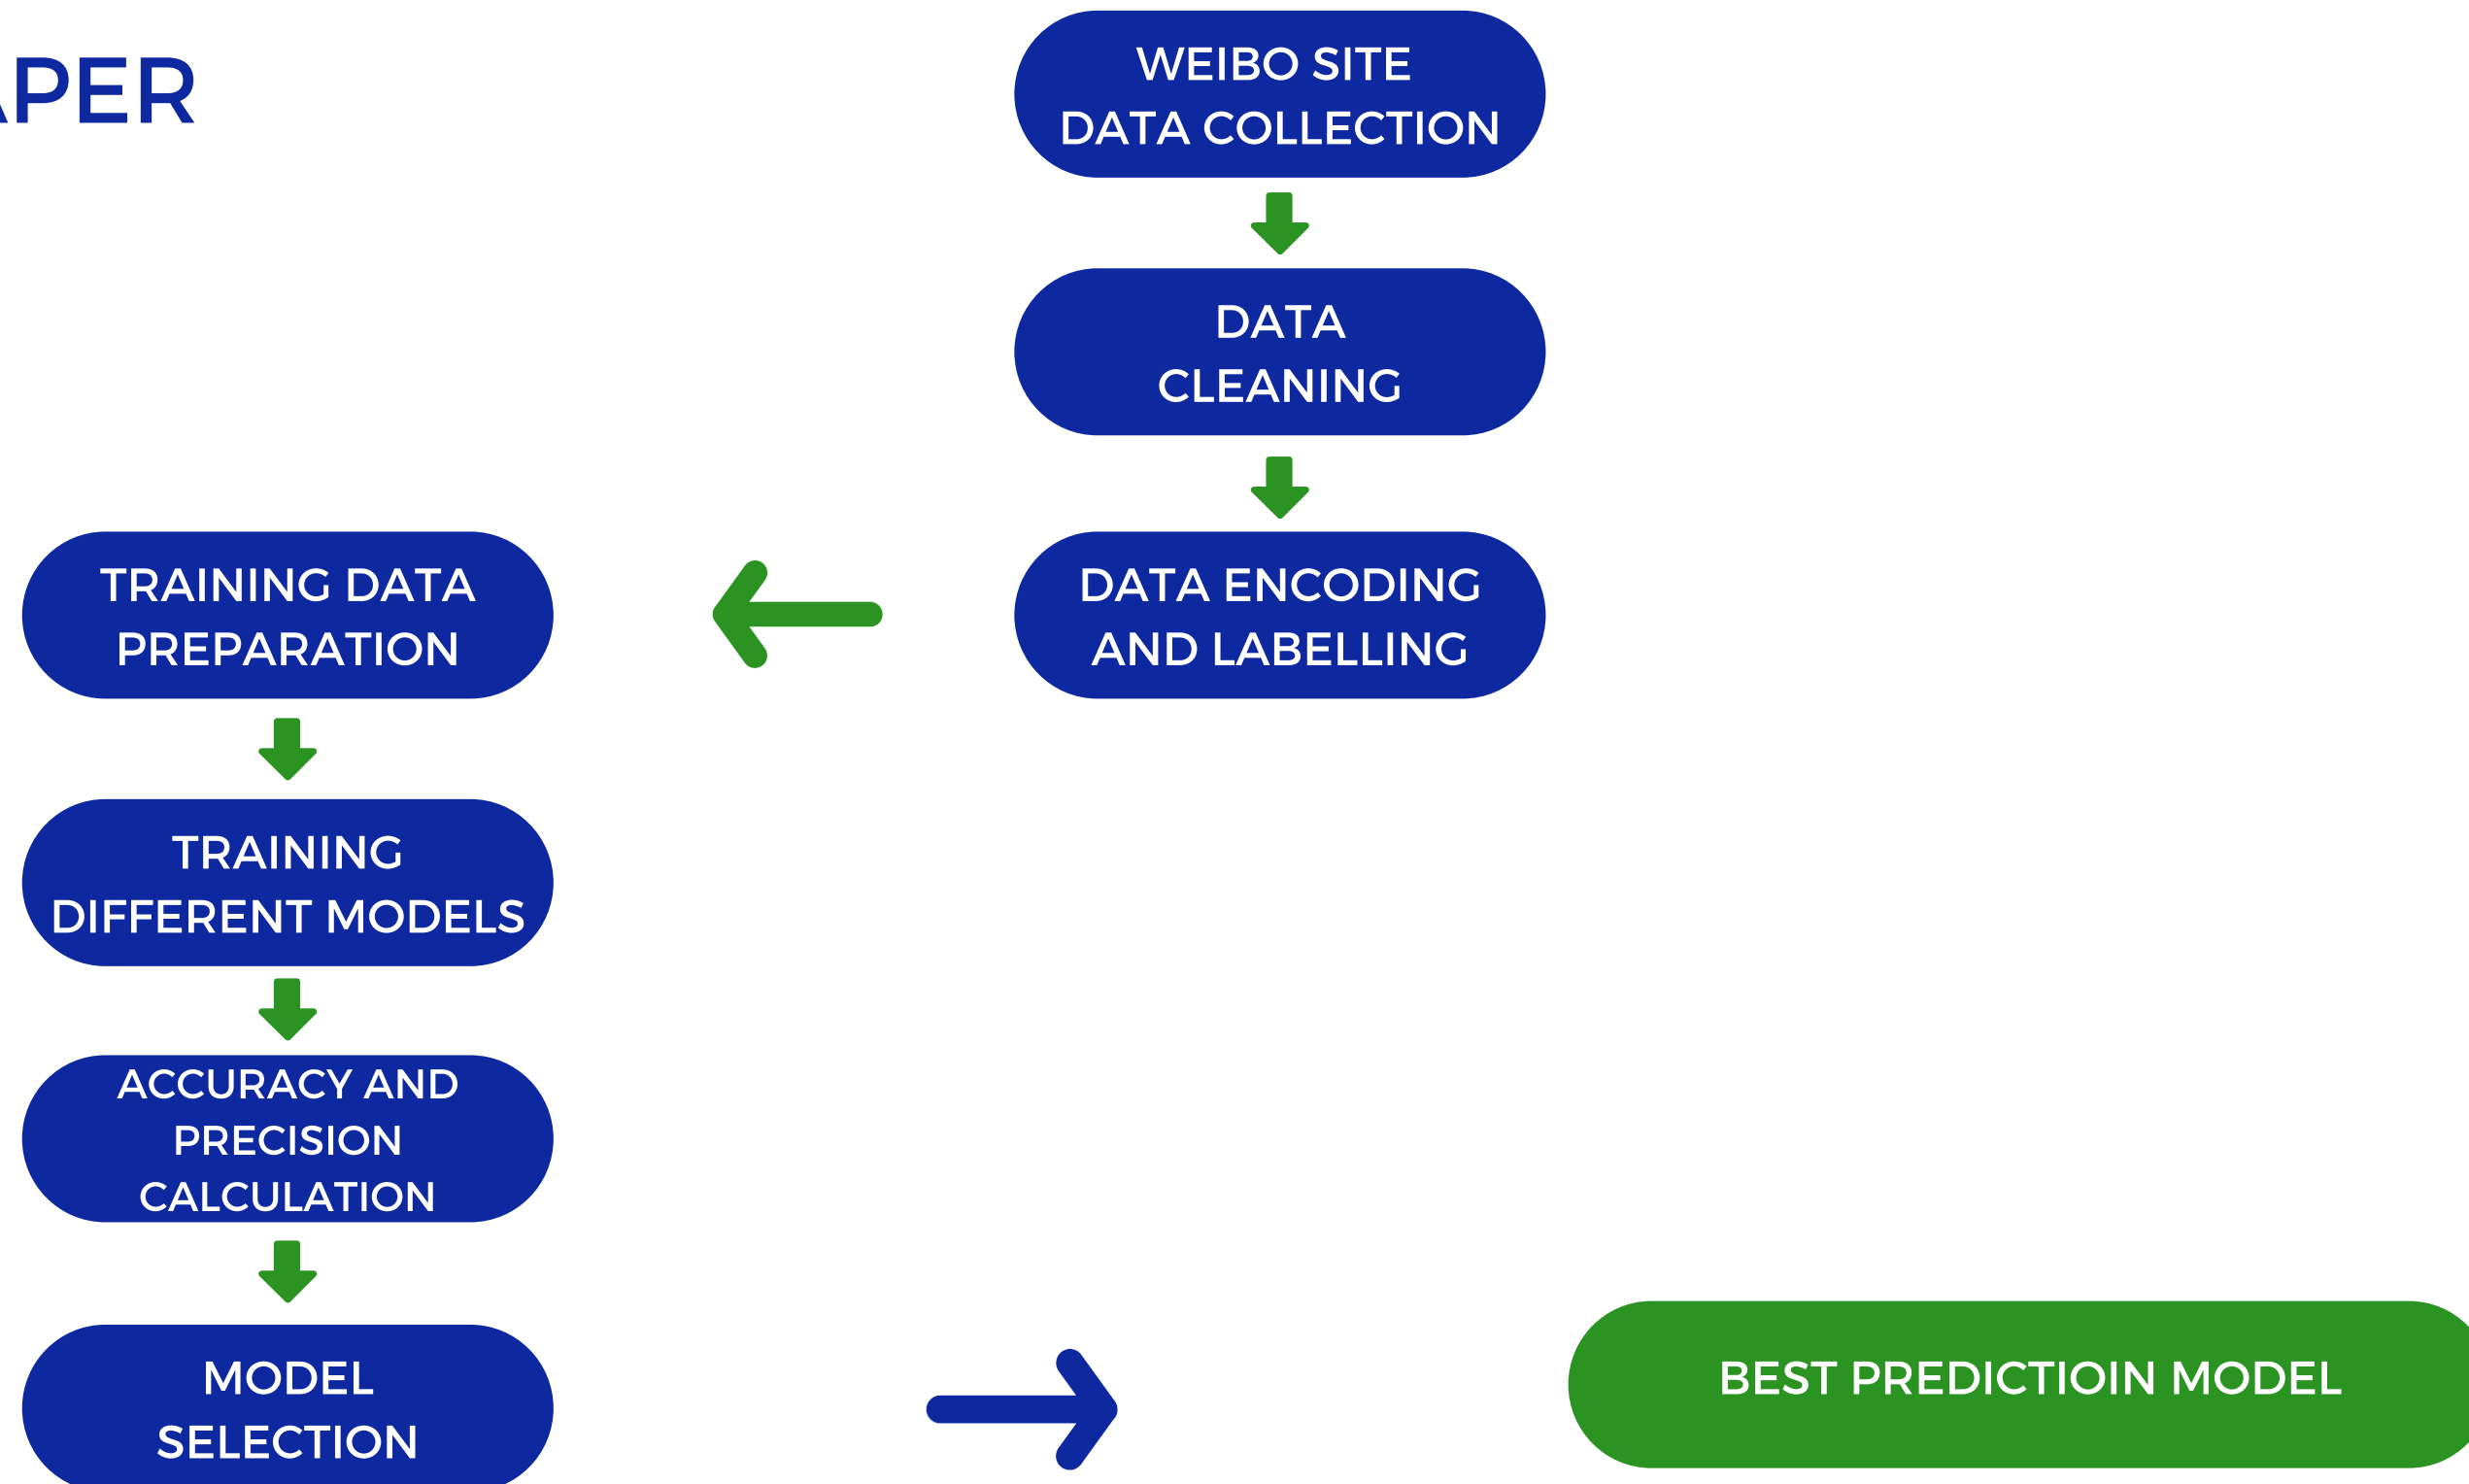 PER
WEIBO SITE
DATA COLLECTION
DATA
CLEANING
DATA ENCODING
AND LABELLING
TRAINING DATA
PREPARATION
TRAINING
DIFFERENT MODELS
ACCURACY AND
PRECISION
CALCULATION
MODEL
SELECTION
BEST PREDICTIOIN MODEL